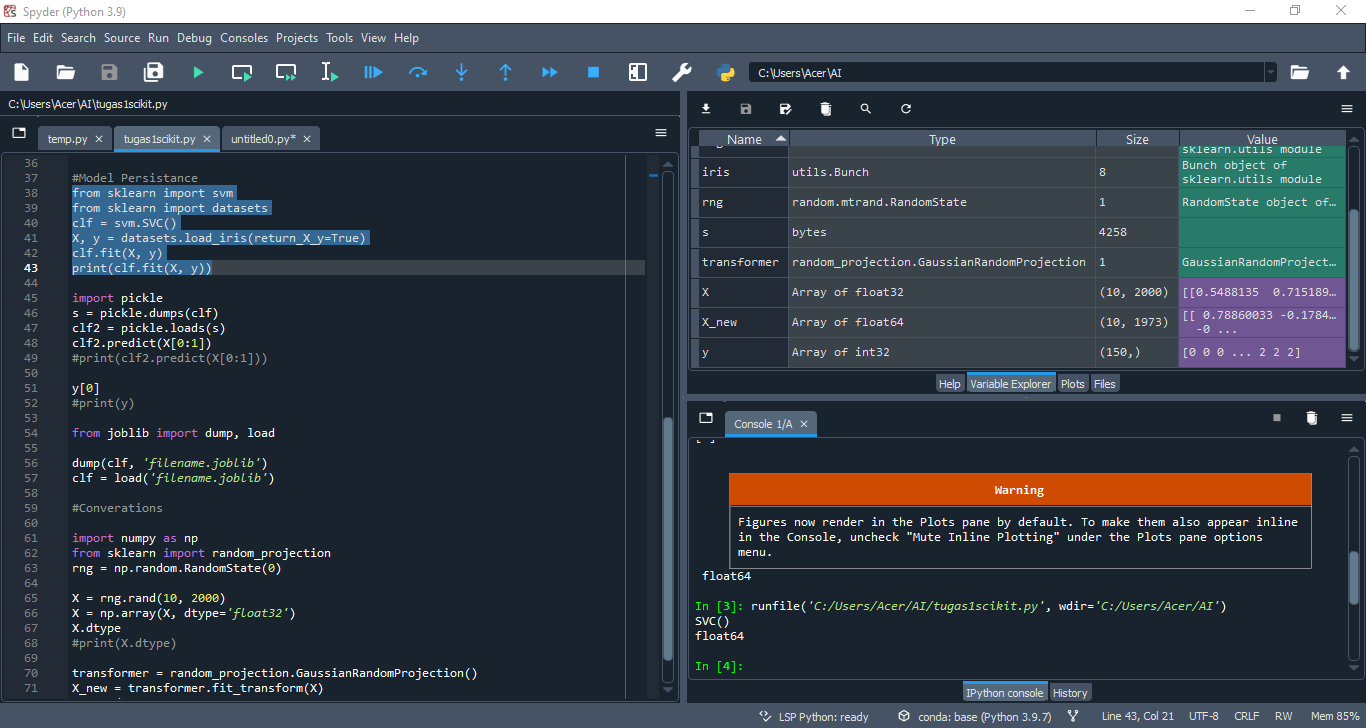 Spyder (Python 3.9)
File Edit Search Source Run Debug Consoles Projects Tools View Help
C:\Users\Acer\AI
C:\Users\Acer\AI\tugas1scikit.py
temp.py
tugas1scikit.py
untitled0.py*
36
37 #Model Persistance
38 from sklearn import svm
39 from sklearn import datasets
40 clf = svm.SVC()
41 X, y = datasets.load_iris(return_X_y=True)
42 clf.fit(X, y)
43 print(clf.fit(X, y))
44
45 import pickle
46 s = pickle.dumps(clf)
47 clf2 = pickle.loads(s)
48 clf2.predict(X[0:1])
49 #print(clf2.predict(X[0:1]))
50
51 y[0]
52 #print(y)
53
54 from joblib import dump, load
55
56 dump(clf, 'filename.joblib')
57 clf = load('filename.joblib')
58
59 #Converations
60
61 import numpy as np
62 from sklearn import random_projection
63 rng = np.random.RandomState(0)
64
65 X = rng.rand(10, 2000)
66 X = np.array(X, dtype='float32')
67 X.dtype
68 #print(X.dtype)
69
70 transformer = random_projection.GaussianRandomProjection()
71 X_new = transformer.fit_transform(X)
Name Type Size Value
sklearn.utils module
iris utils.Bunch 8 Bunch object of
sklearn.utils module
rng random.mtrand.RandomState 1 RandomState object of…
s bytes 4258
transformer random_projection.GaussianRandomProjection 1 GaussianRandomProject…
X Array of float32 (10, 2000) [[0.5488135 0.715189…
X_new Array of float64 (10, 1973) [[ 0.78860033 -0.1784…
-0 ...
y Array of int32 (150,) [0 0 0 ... 2 2 2]
Help Variable Explorer Plots Files
Console 1/A
Warning
Figures now render in the Plots pane by default. To make them also appear inline
in the Console, uncheck "Mute Inline Plotting" under the Plots pane options
menu.
float64
In [3]: runfile('C:/Users/Acer/AI/tugas1scikit.py', wdir='C:/Users/Acer/AI')
SVC()
float64
In [4]:
IPython console History
LSP Python: ready conda: base (Python 3.9.7) Line 43, Col 21 UTF-8 CRLF RW Mem 85%